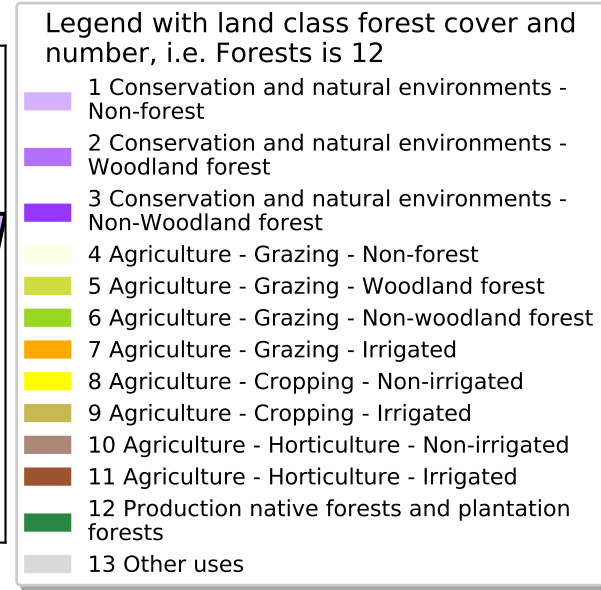 Legend with land class forest cover and
number, i.e. Forests is 12
1 Conservation and natural environments -
Non-forest
2 Conservation and natural environments -
Woodland forest
3 Conservation and natural environments -
Non-Woodland forest
4 Agriculture - Grazing - Non-forest
5 Agriculture - Grazing - Woodland forest
6 Agriculture - Grazing - Non-woodland forest
7 Agriculture - Grazing - Irrigated
8 Agriculture - Cropping - Non-irrigated
9 Agriculture - Cropping - Irrigated
10 Agriculture - Horticulture - Non-irrigated
11 Agriculture - Horticulture - Irrigated
12 Production native forests and plantation
forests
13 Other uses